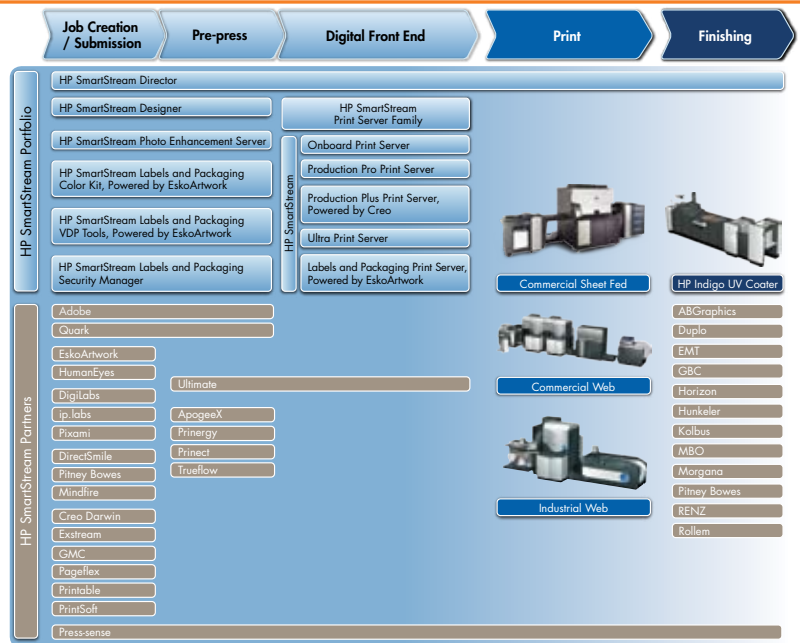 Job Creation
/ Submission
Pre-press
Digital Front End
Print
Finishing
HP SmartStream Portfolio
HP SmartStream Director
HP SmartStream Designer
HP SmartStream Photo Enhancement Server
HP SmartStream Labels and Packaging
Color Kit, Powered by EskoArtwork
HP SmartStream Labels and Packaging
VDP Tools, Powered by EskoArtwork
HP SmartStream Labels and Packaging
Security Manager
HP SmartStream
Print Server Family
HP SmartStream
Onboard Print Server
Production Pro Print Server
Production Plus Print Server,
Powered by Creo
Ultra Print Server
Labels and Packaging Print Server,
Powered by EskoArtwork
Commercial Sheet Fed
HP Indigo UV Coater
Commercial Web
Industrial Web
HP SmartStream Partners
Adobe
Quark
EskoArtwork
HumanEyes
DigiLabs
ip.labs
Pixami
DirectSmile
Pitney Bowes
Mindfire
Creo Darwin
Exstream
GMC
Pageflex
Printable
PrintSoft
Press-sense
Ultimate
ApogeeX
Prinergy
Prinect
Trueflow
ABGraphics
Duplo
EMT
GBC
Horizon
Hunkeler
Kolbus
MBO
Morgana
Pitney Bowes
RENZ
Rollem